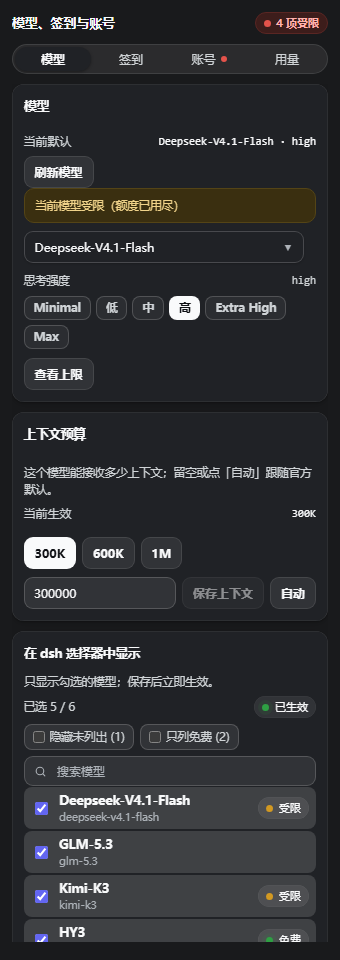 模型、签到与账号
4 项受限
模型 签到 账号 用量
模型
当前默认 Deepseek-V4.1-Flash · high
刷新模型
当前模型受限（额度已用尽）
Deepseek-V4.1-Flash
思考强度 high
Minimal 低 中 高 Extra High
Max
查看上限
上下文预算
这个模型能接收多少上下文；留空或点「自动」跟随官方
默认。
当前生效 300K
300K 600K 1M
300000 保存上下文 自动
在 dsh 选择器中显示
只显示勾选的模型；保存后立即生效。
已选 5 / 6 已生效
隐藏未列出 (1) 只列免费 (2)
搜索模型
Deepseek-V4.1-Flash
deepseek-v4.1-flash
受限
GLM-5.3
glm-5.3
Kimi-K3
kimi-k3
受限
HY3
免费